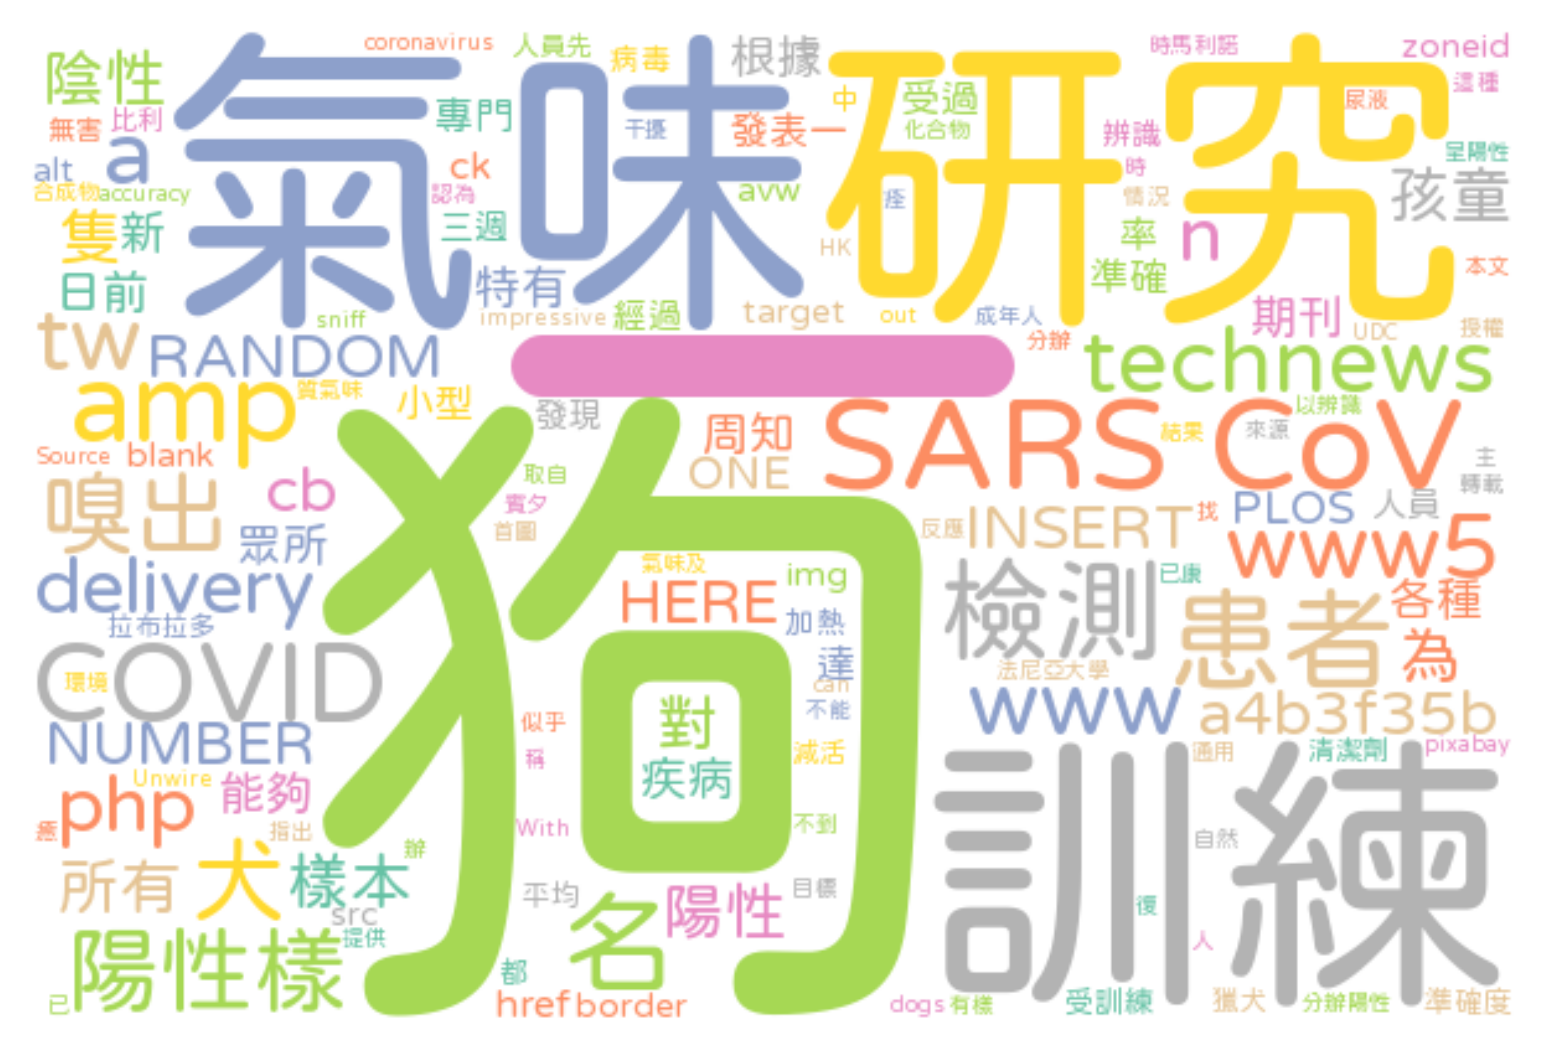 coronavirus 人員先 病毒 根據 時馬利諾 zoneid
陰性 氣味 研究 這種
無害 比利 專門 干擾 發表一 中 受過 化合物 辨識 尿液
alt a ck 呈陽性
合成物 accuracy 認為 avw 痊 時 情況 孩童
隻 新 三週 HK 率 n
日前 特有 準確 本文
sniff impressive 經過 target out 成年人 期刊
tw RANDOM 一 分辦 technews UDC 授權
amp 質氣味 小型 發現 周知 SARS CoV 以辨識
Source blank 結果 來源 主
嗅出 cb 取自 ONE 轉載
賓夕 找 PLOS 人員
眾所 首圖 反應 INSERT www5
delivery 狗 氣味及 img 檢測 已康
拉布拉多 HERE 加熱 患者 各種
COVID 達 法尼亞大學 為
環境 can
NUMBER 似乎 對 不能 www a4b3f35b
稱 疾病 減活 通用 清潔劑 pixabay
php Unwire 能夠 訓練
癒 指出 With 不到 自然
所有 犬 樣本 辦 平均 陽性 目標
src 名 復
陽性樣 提供 人
已 都
href border dogs 有樣 受訓練 獵犬 分辦陽性 準確度